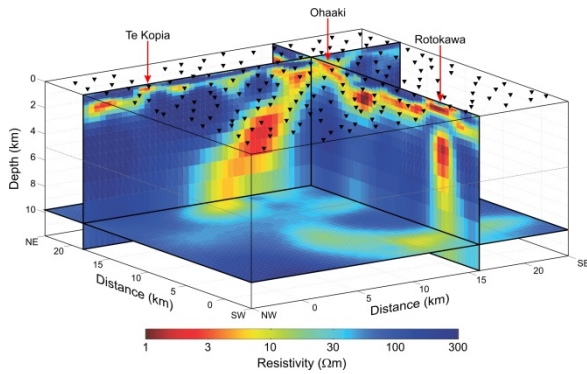 Ohaaki
Te Kopia
Rotokawa
0
2
4
6
8
10
Depth (km)
NE
20
15
10
5
0
Distance (km)
SW
NW
0
5
10
15
20
SE
Distance (km)
1
3
10
30
100
300
Resistivity (Ωm)